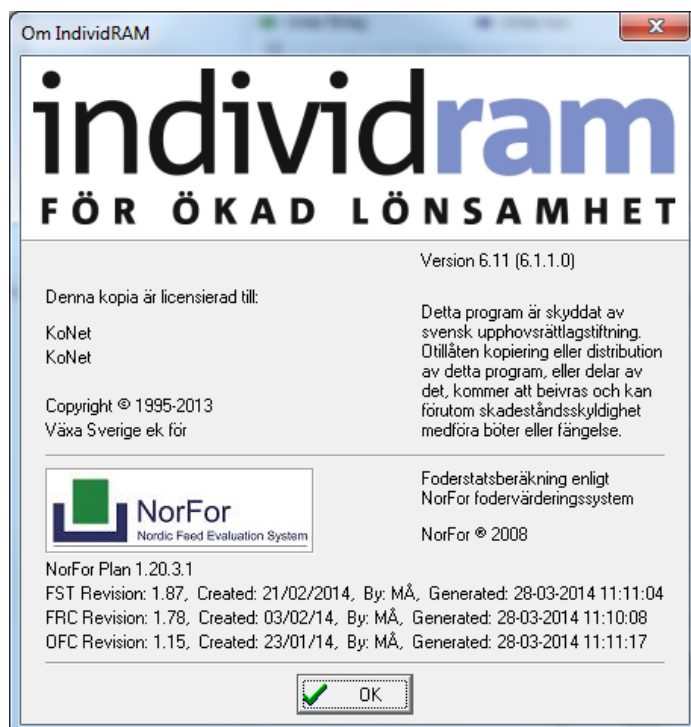 Om IndividRAM
individram
FÖR ÖKAD LÖNSAMHET
Version 6.11 (6.1.1.0)
Denna kopia är licensierad till:
KoNet
KoNet
Copyright © 1995-2013
Växa Sverige ek för
Detta program är skyddat av
svensk upphovsrättlagstiftning.
Otillåten kopiering eller distribution
av detta program, eller delar av
det, kommer att beivras och kan
förutom skadeståndsskyldighet
medföra böter eller fängelse.
NorFor
Nordic Feed Evaluation System
Foderstatsberäkning enligt
NorFor fodervärderingssystem
NorFor ® 2008
NorFor Plan 1.20.3.1
FST Revision: 1.87, Created: 21/02/2014, By: MÅ, Generated: 28-03-2014 11:11:04
FRC Revision: 1.78, Created: 03/02/14, By: MÅ, Generated: 28-03-2014 11:10:08
OFC Revision: 1.15, Created: 23/01/14, By: MÅ, Generated: 28-03-2014 11:11:17
OK